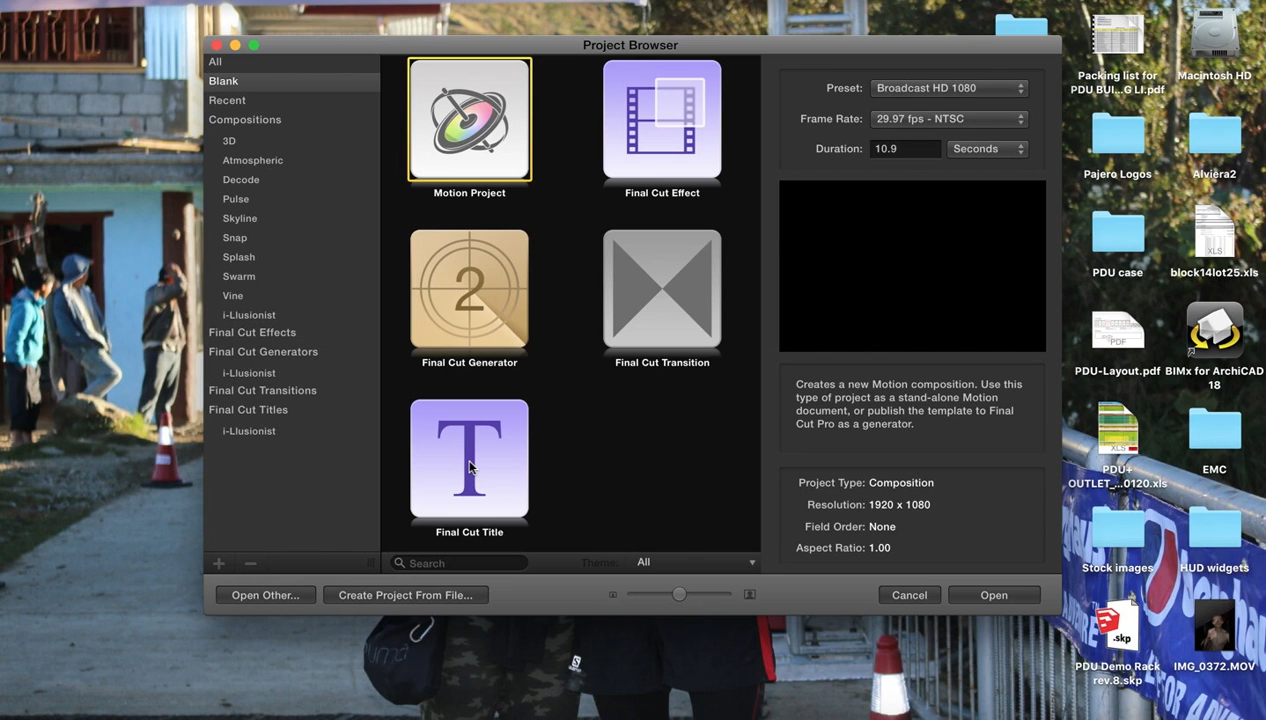 Project Browser
All
Blank
Recent
Compositions
3D
Atmospheric
Decode
Pulse
Skyline
Snap
Splash
Swarm
Vine
i-Llusionist
Final Cut Effects
Final Cut Generators
i-Llusionist
Final Cut Transitions
Final Cut Titles
i-Llusionist
Motion Project
Final Cut Effect
2
Final Cut Generator
Final Cut Transition
T
Final Cut Title
Search
Theme: All
Preset: Broadcast HD 1080
Frame Rate: 29.97 fps - NTSC
Duration: 10.9 Seconds
Creates a new Motion composition. Use this
type of project as a stand-alone Motion
document, or publish the template to Final
Cut Pro as a generator.
Project Type: Composition
Resolution: 1920 x 1080
Field Order: None
Aspect Ratio: 1.00
Open Other...
Create Project From File...
Cancel
Open
Packing list for
PDU BUI...G LI.pdf
Macintosh HD
Pajero Logos
Alviera2
PDU case
XLS
block14lot25.xls
PDF
PDU-Layout.pdf
BIMx for ArchiCAD
18
XLS
PDU+
OUTLET_...0120.xls
EMC
Stock images
HUD widgets
.skp
PDU Demo Rack
rev.8.skp
IMG_0372.MOV